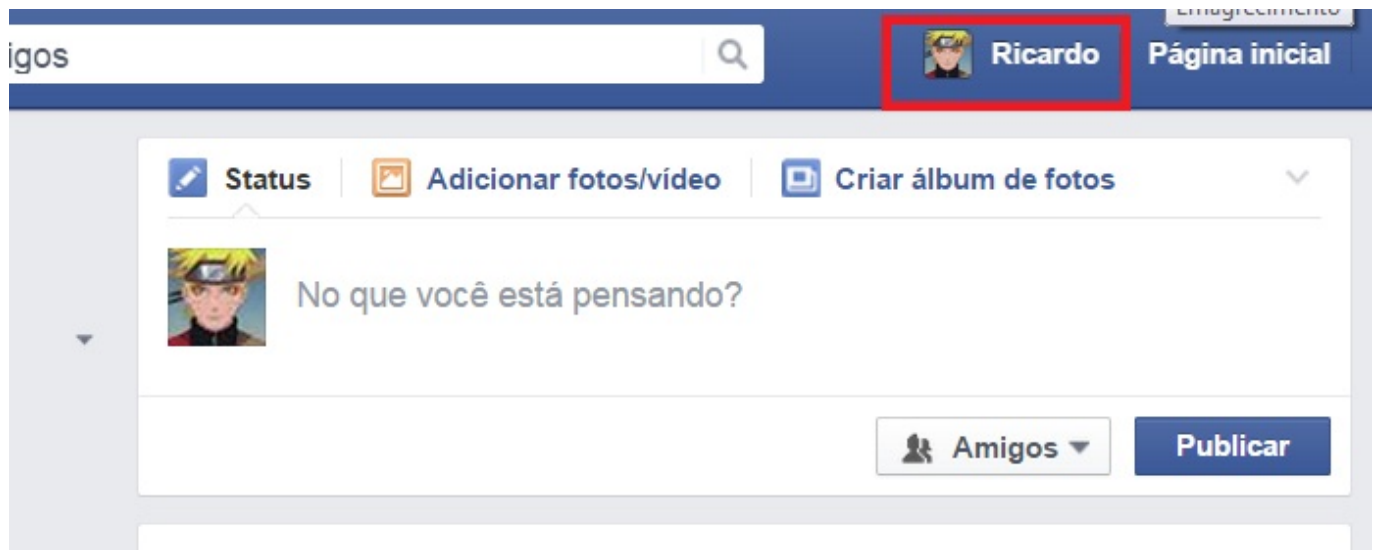 Emagrecimento
igos
Ricardo
Página inicial
Status
Adicionar fotos/vídeo
Criar álbum de fotos
No que você está pensando?
Amigos
Publicar